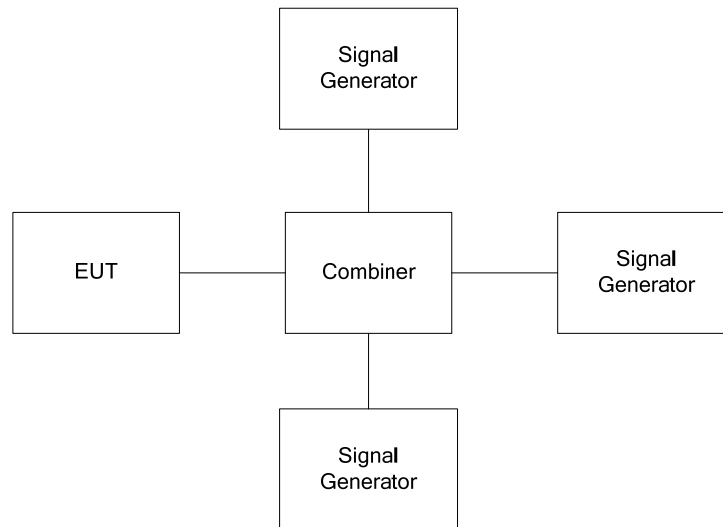 Signal
Generator
EUT
Combiner
Signal
Generator
Signal
Generator